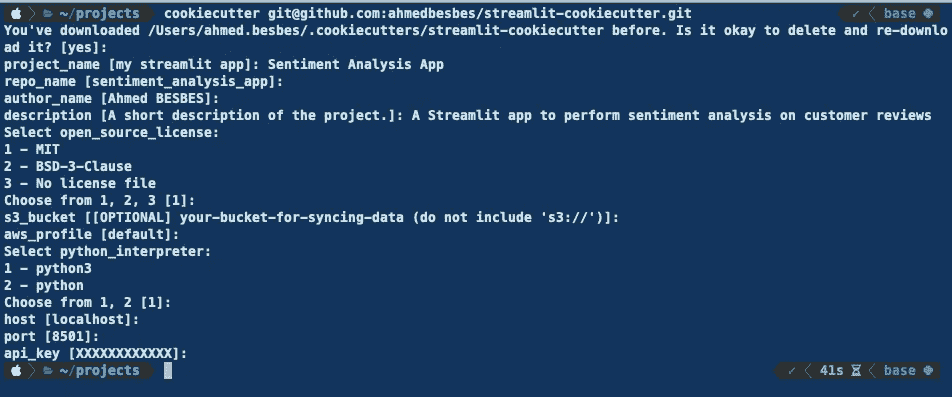 ~/projects cookiecutter git@github.com:ahmedbesbes/streamlit-cookiecutter.git ✓ base
You've downloaded /Users/ahmed.besbes/.cookiecutters/streamlit-cookiecutter before. Is it okay to delete and re-downlo
ad it? [yes]:
project_name [my streamlit app]: Sentiment Analysis App
repo_name [sentiment_analysis_app]:
author_name [Ahmed BESBES]:
description [A short description of the project.]: A Streamlit app to perform sentiment analysis on customer reviews
Select open_source_license:
1 - MIT
2 - BSD-3-Clause
3 - No license file
Choose from 1, 2, 3 [1]:
s3_bucket [[OPTIONAL] your-bucket-for-syncing-data (do not include 's3://')]:
aws_profile [default]:
Select python_interpreter:
1 - python3
2 - python
Choose from 1, 2 [1]:
host [localhost]:
port [8501]:
api_key [XXXXXXXXXXXX]:
~/projects ✓ 41s base